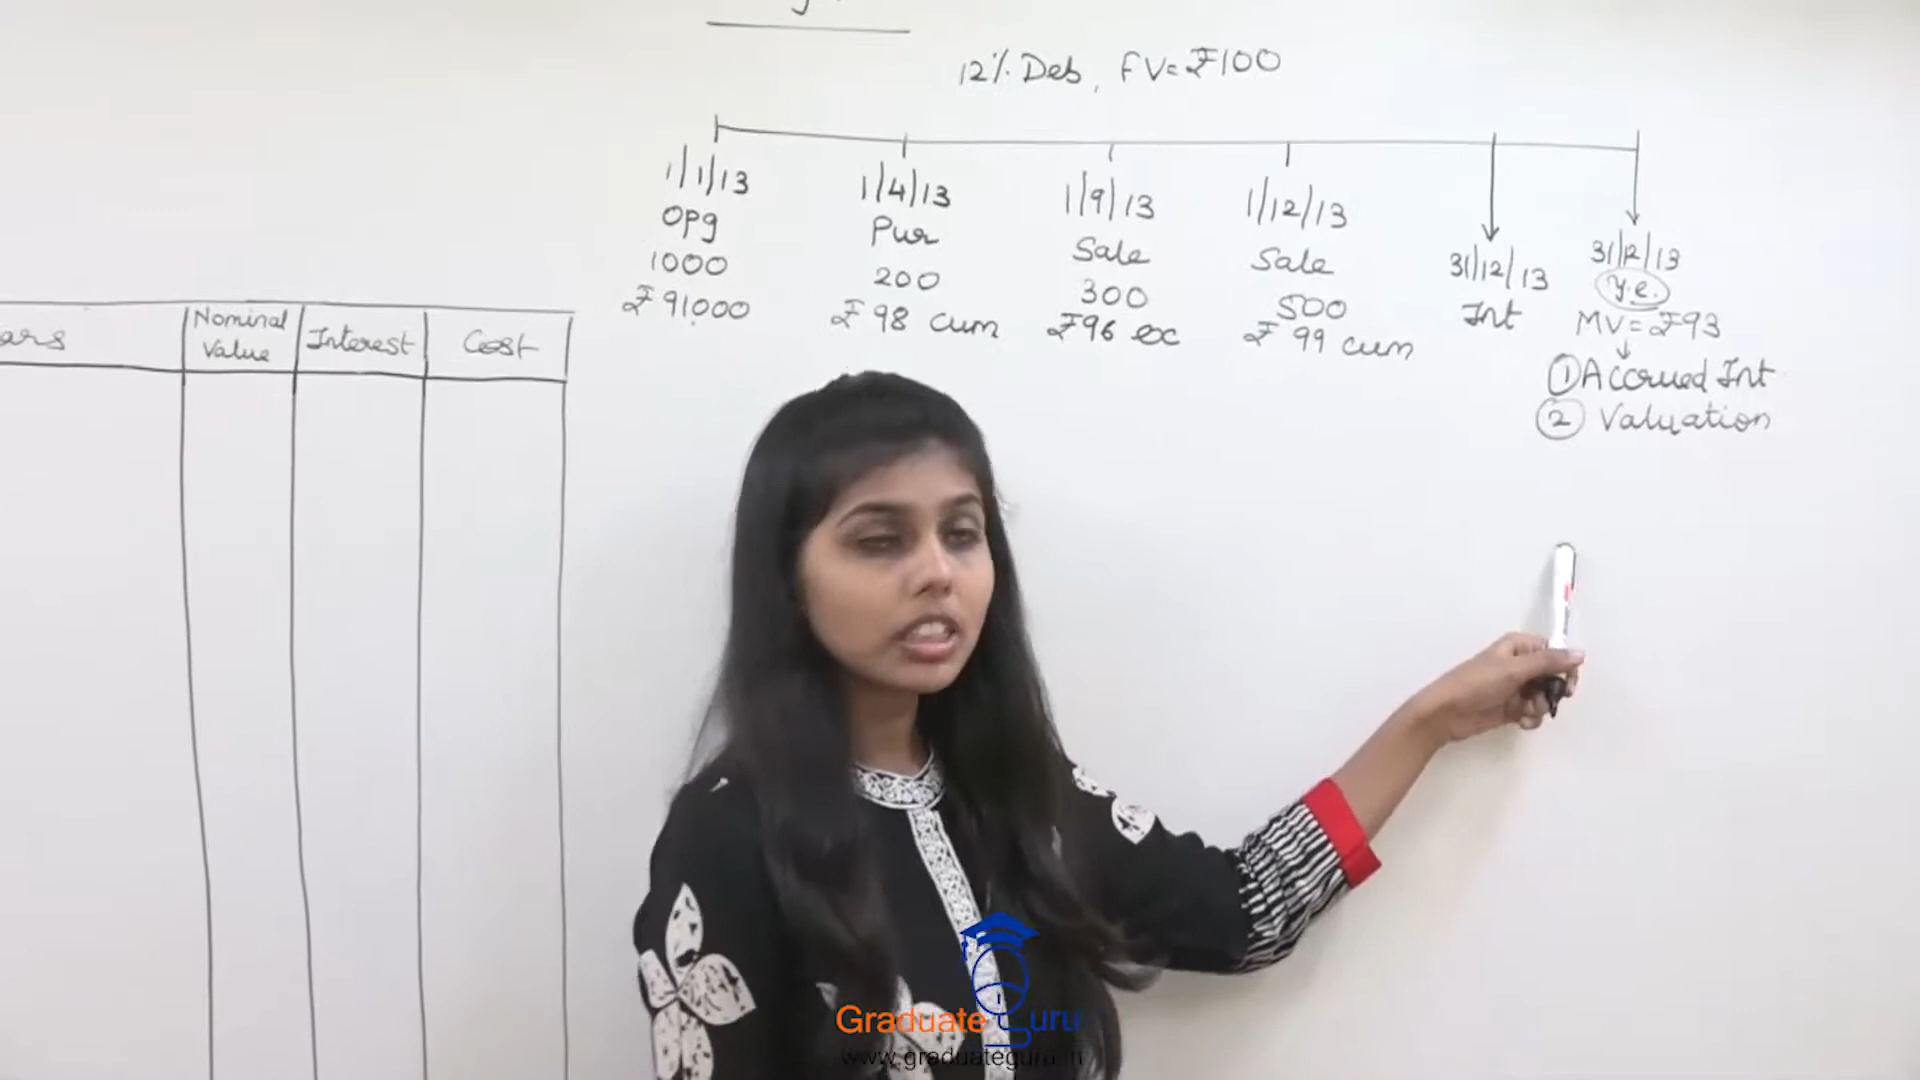 12% Deb, FV=₹100
1/1/13
Opg
1000
₹91000
1/4/13
Pur
200
₹98 cum
1/9/13
Sale
300
₹96 ex
1/12/13
Sale
500
₹99 cum
31/12/13
Int
31/12/13
y.e.
MV=₹93
① Accrued Int
② Valuation
Nominal
Value
Interest
Cost
Graduate Guru
www.graduateguru.in